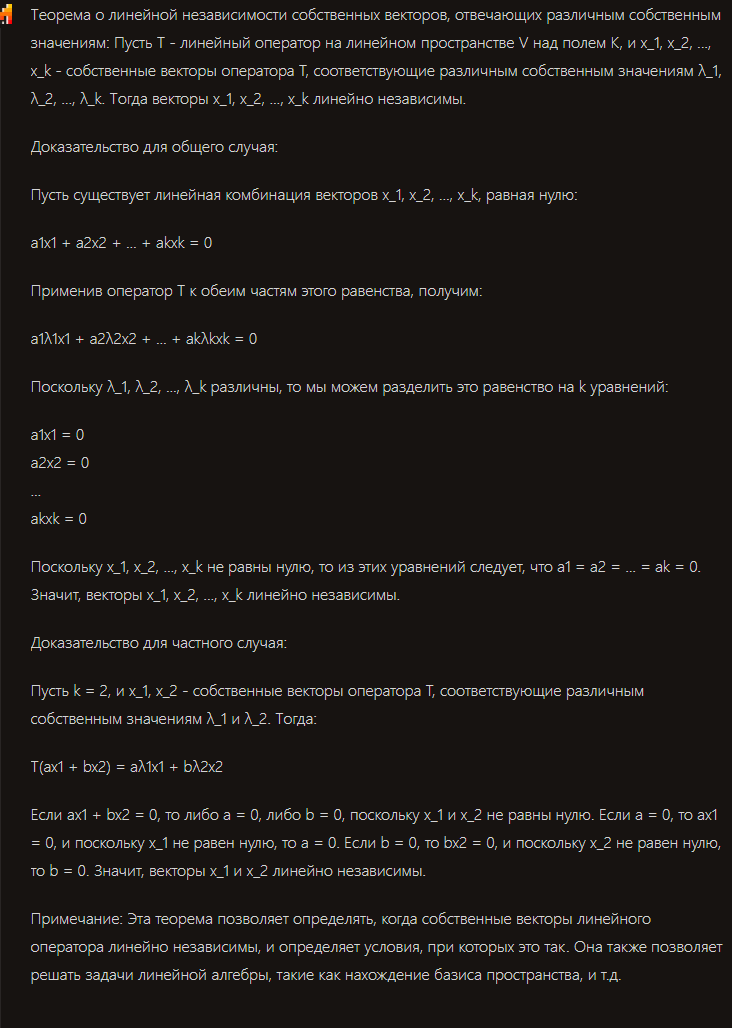 Теорема о линейной независимости собственных векторов, отвечающих различным собственным
значениям: Пусть T - линейный оператор на линейном пространстве V над полем K, и x_1, x_2, ...,
x_k - собственные векторы оператора T, соответствующие различным собственным значениям λ_1,
λ_2, ..., λ_k. Тогда векторы x_1, x_2, ..., x_k линейно независимы.
Доказательство для общего случая:
Пусть существует линейная комбинация векторов x_1, x_2, ..., x_k, равная нулю:
a1x1 + a2x2 + ... + akxk = 0
Применив оператор T к обеим частям этого равенства, получим:
a1λ1x1 + a2λ2x2 + ... + akλkxk = 0
Поскольку λ_1, λ_2, ..., λ_k различны, то мы можем разделить это равенство на k уравнений:
a1x1 = 0
a2x2 = 0
...
akxk = 0
Поскольку x_1, x_2, ..., x_k не равны нулю, то из этих уравнений следует, что a1 = a2 = ... = ak = 0.
Значит, векторы x_1, x_2, ..., x_k линейно независимы.
Доказательство для частного случая:
Пусть k = 2, и x_1, x_2 - собственные векторы оператора T, соответствующие различным
собственным значениям λ_1 и λ_2. Тогда:
T(ax1 + bx2) = aλ1x1 + bλ2x2
Если ax1 + bx2 = 0, то либо a = 0, либо b = 0, поскольку x_1 и x_2 не равны нулю. Если a = 0, то ax1
= 0, и поскольку x_1 не равен нулю, то a = 0. Если b = 0, то bx2 = 0, и поскольку x_2 не равен нулю,
то b = 0. Значит, векторы x_1 и x_2 линейно независимы.
Примечание: Эта теорема позволяет определять, когда собственные векторы линейного
оператора линейно независимы, и определяет условия, при которых это так. Она также позволяет
решать задачи линейной алгебры, такие как нахождение базиса пространства, и т.д.